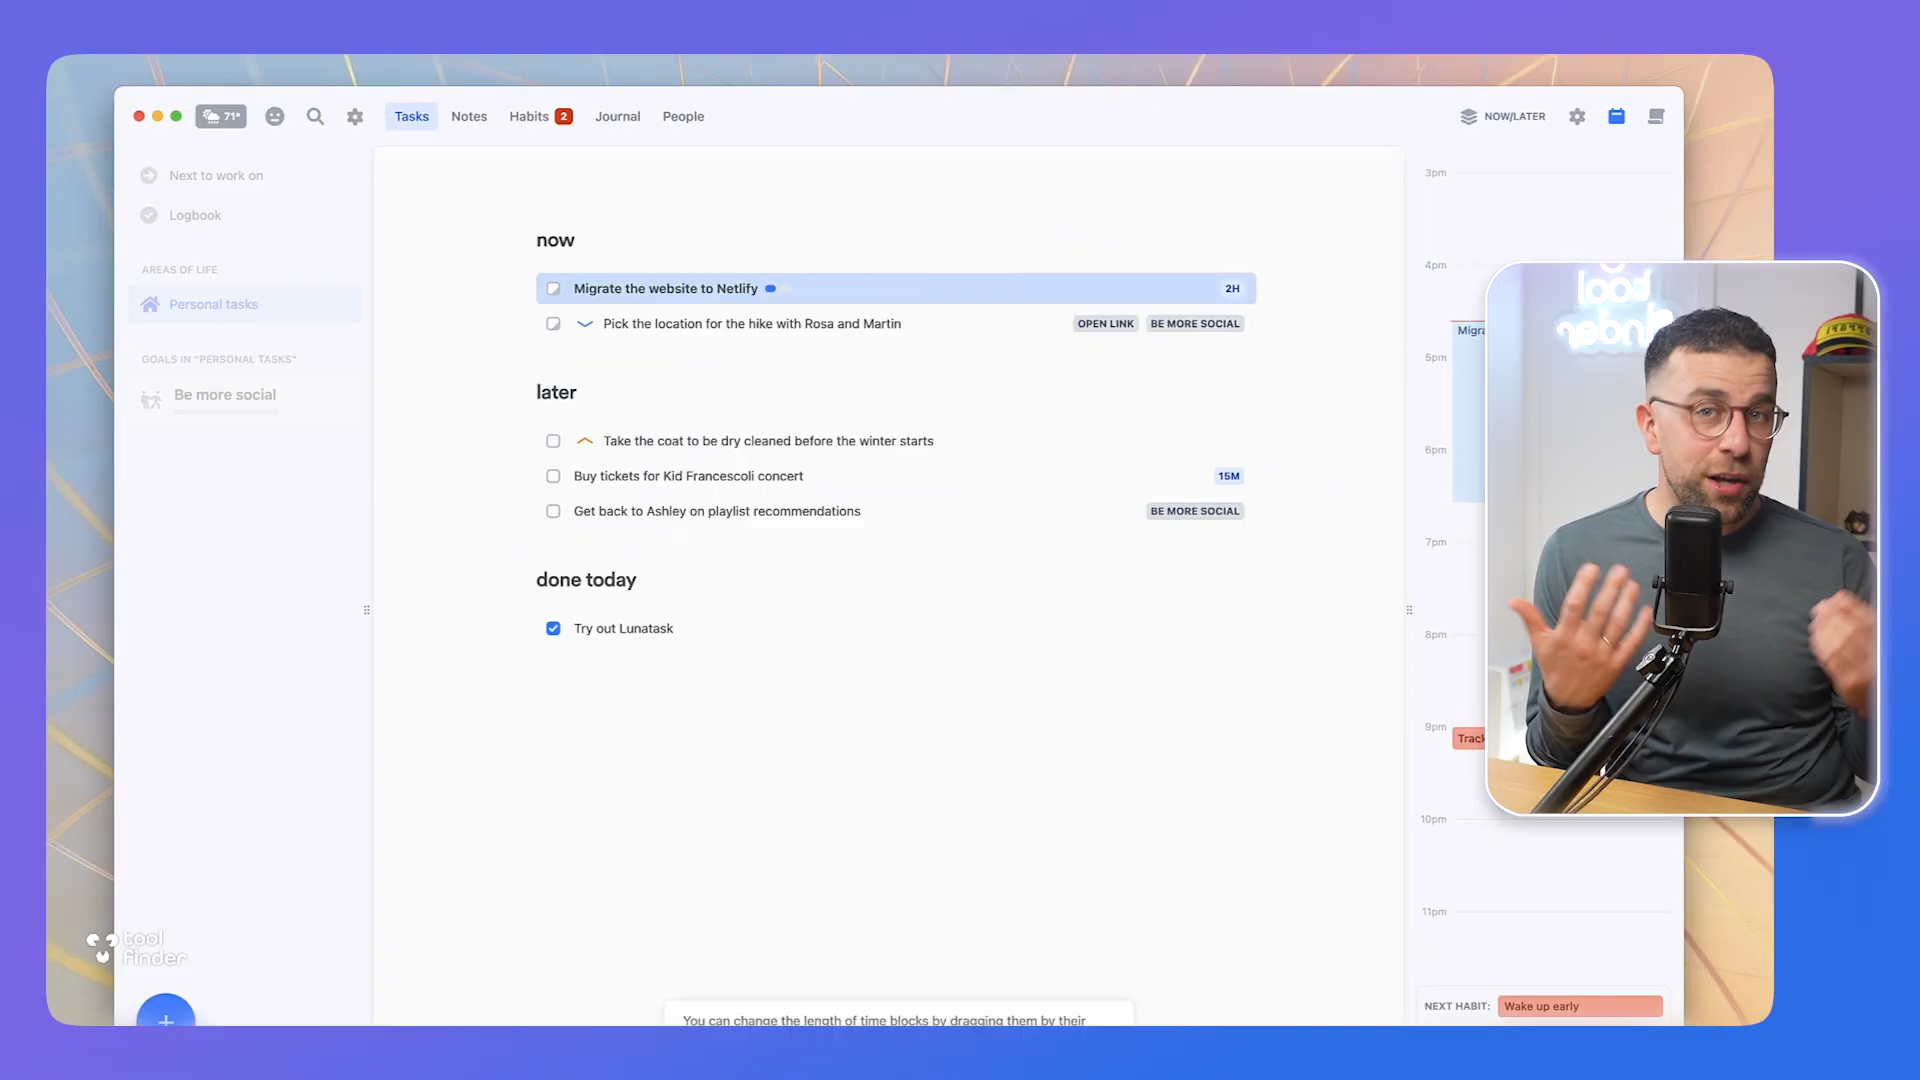 71°
Tasks
Notes
Habits 2
Journal
People
NOW/LATER
Next to work on
Logbook
AREAS OF LIFE
Personal tasks
GOALS IN “PERSONAL TASKS”
Be more social
now
Migrate the website to Netlify 2H
Pick the location for the hike with Rosa and Martin OPEN LINK BE MORE SOCIAL
later
Take the coat to be dry cleaned before the winter starts
Buy tickets for Kid Francescoli concert 15M
Get back to Ashley on playlist recommendations BE MORE SOCIAL
done today
Try out Lunatask
You can change the length of time blocks by dragging them by their
3pm
4pm
Migra
5pm
6pm
7pm
8pm
9pm
Track
10pm
11pm
NEXT HABIT: Wake up early
tool
finder
tool
finder